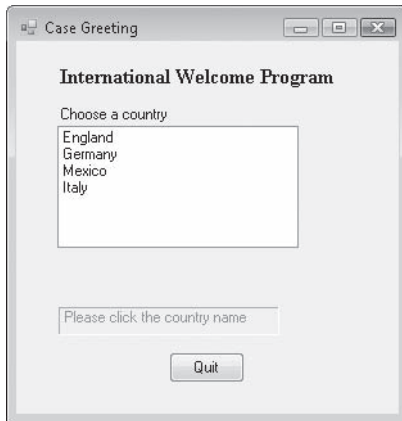 Case Greeting
International Welcome Program
Choose a country
England
Germany
Mexico
Italy
Please click the country name
Quit